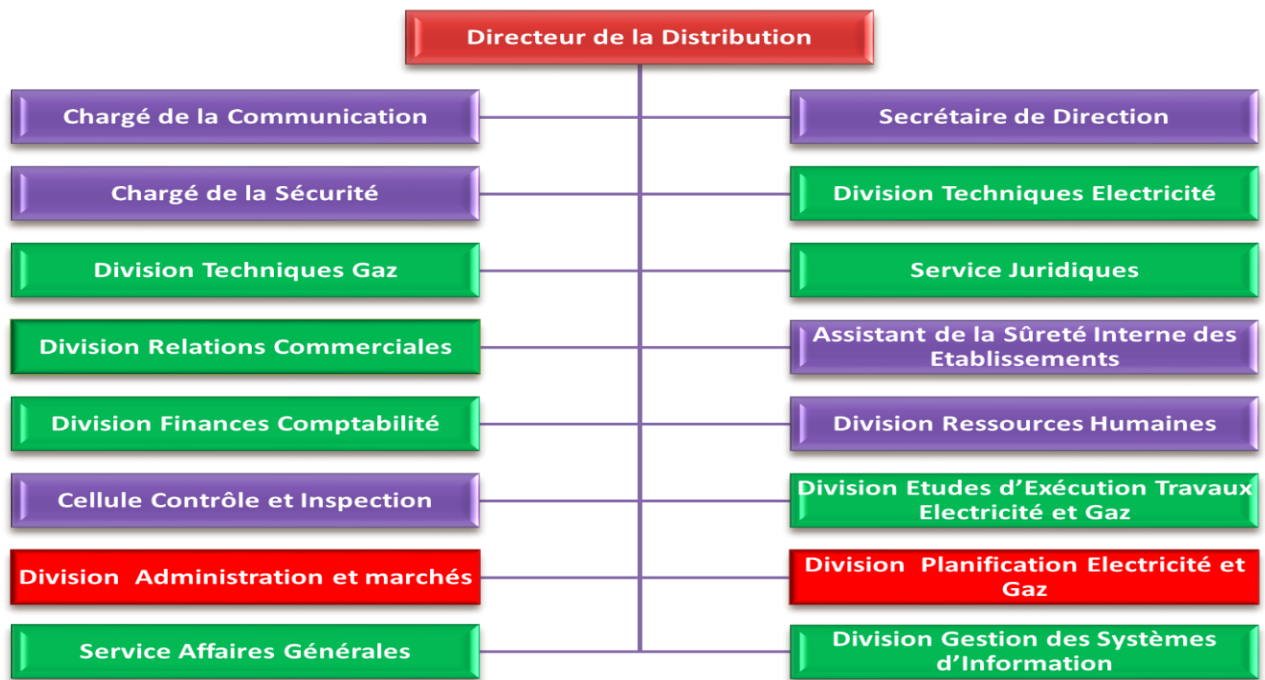 Directeur de la Distribution
Chargé de la Communication
Secrétaire de Direction
Chargé de la Sécurité
Division Techniques Electricité
Division Techniques Gaz
Service Juridiques
Division Relations Commerciales
Assistant de la Sûreté Interne des
Etablissements
Division Finances Comptabilité
Division Ressources Humaines
Cellule Contrôle et Inspection
Division Etudes d’Exécution Travaux
Electricité et Gaz
Division Administration et marchés
Division Planification Electricité et
Gaz
Service Affaires Générales
Division Gestion des Systèmes
d’Information